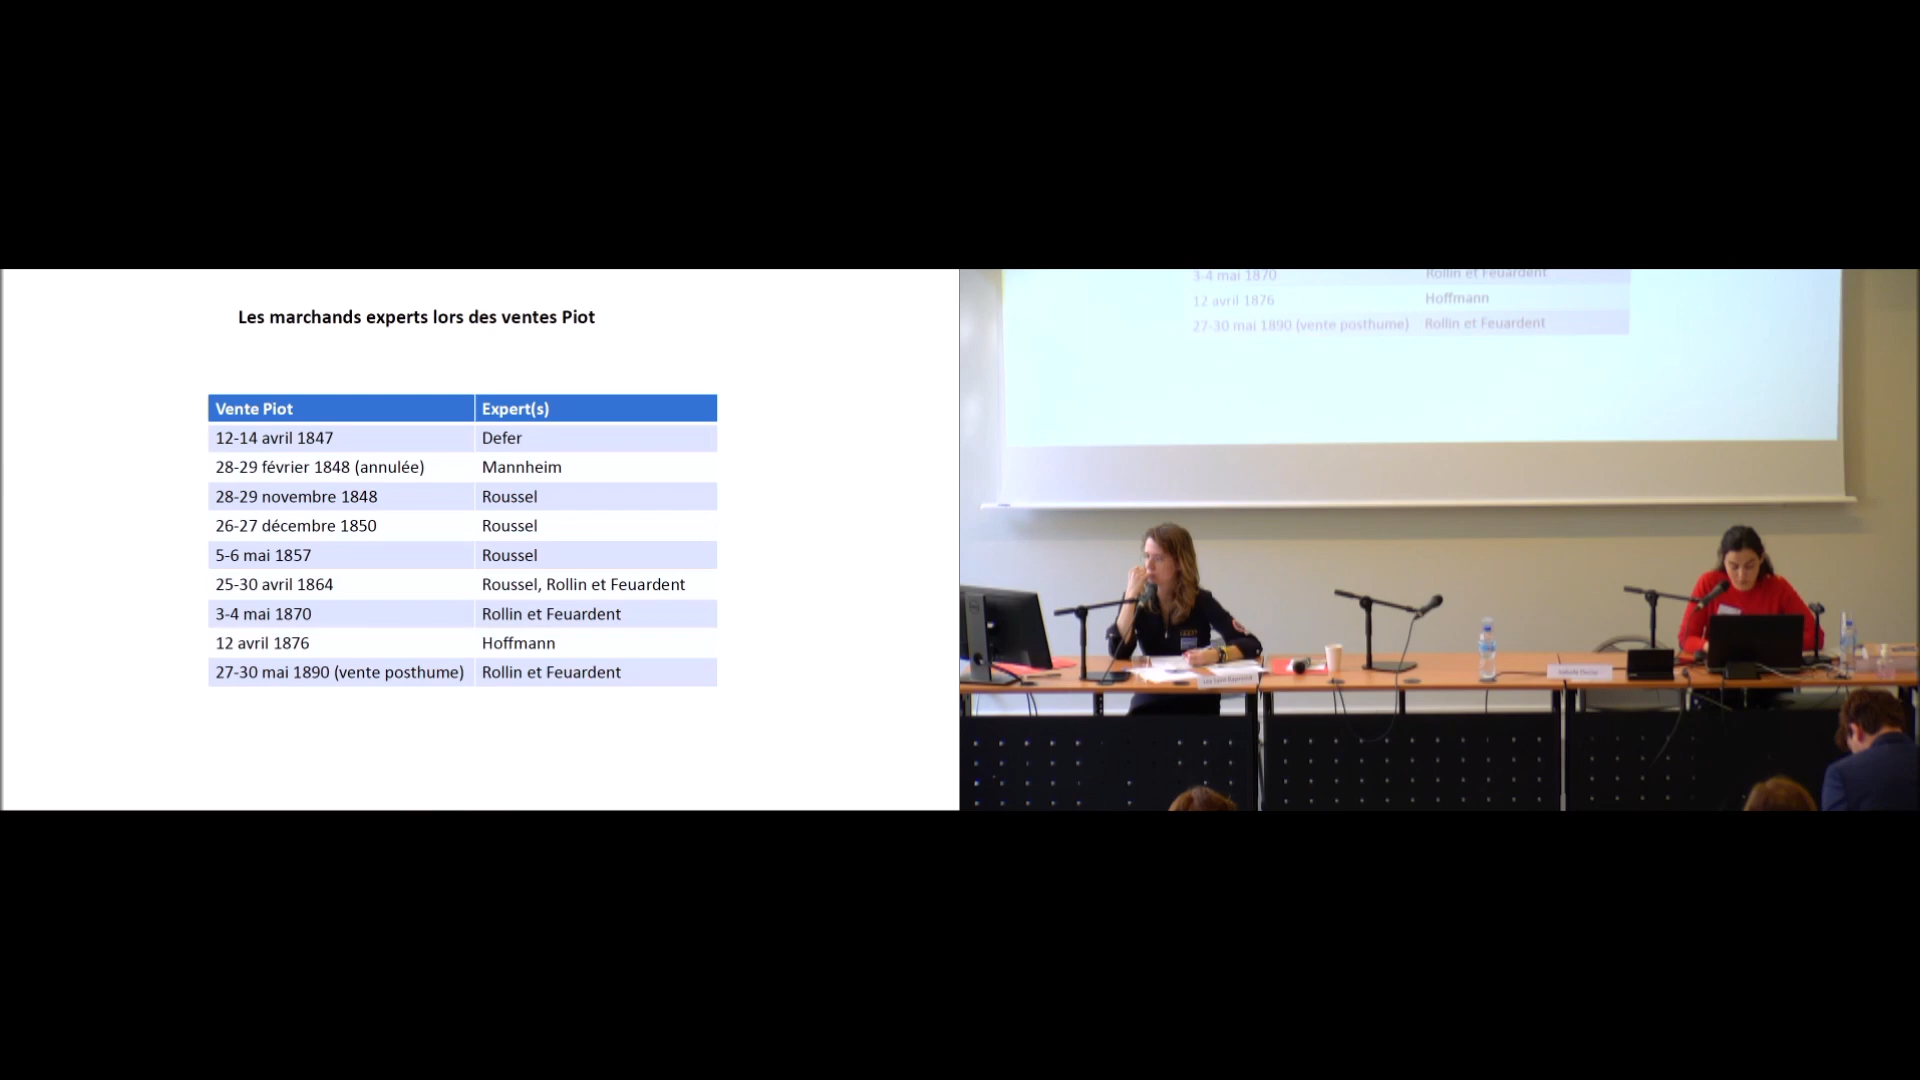 Les marchands experts lors des ventes Piot
Vente Piot Expert(s)
12-14 avril 1847 Defer
28-29 février 1848 (annulée) Mannheim
28-29 novembre 1848 Roussel
26-27 décembre 1850 Roussel
5-6 mai 1857 Roussel
25-30 avril 1864 Roussel, Rollin et Feuardent
3-4 mai 1870 Rollin et Feuardent
12 avril 1876 Hoffmann
27-30 mai 1890 (vente posthume) Rollin et Feuardent
3-4 mai 1870 Rollin et Feuardent
12 avril 1876 Hoffmann
27-30 mai 1890 (vente posthume) Rollin et Feuardent